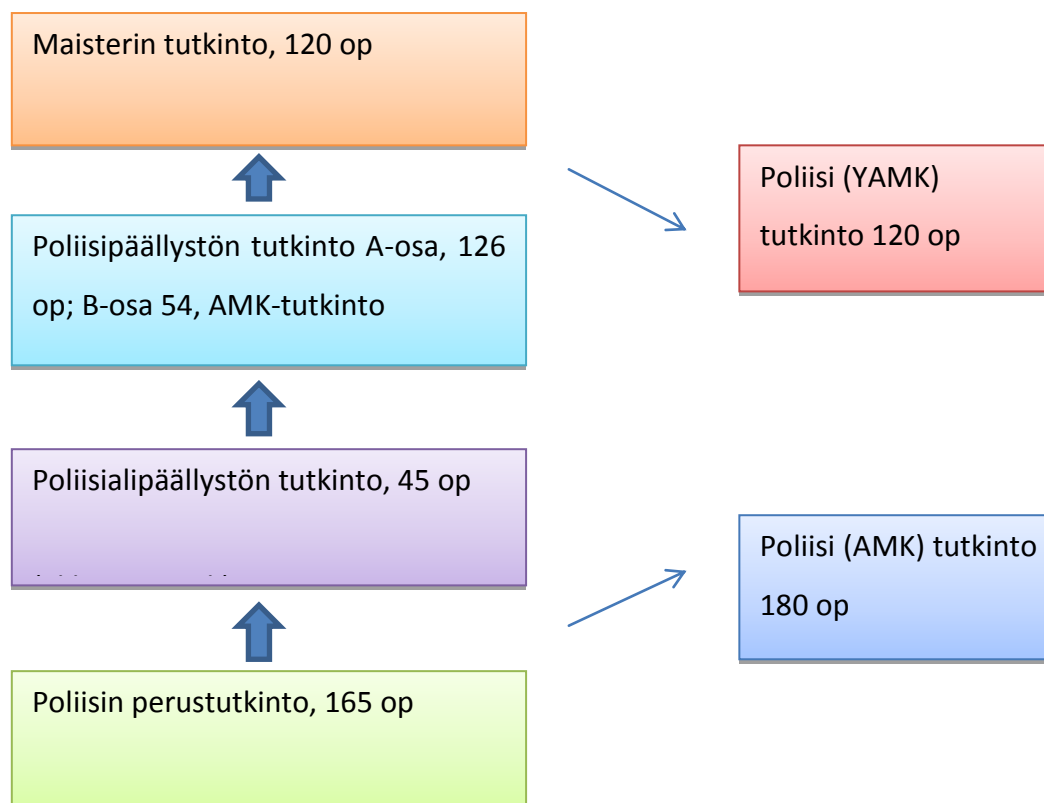 Maisterin tutkinto, 120 op
Poliisi (YAMK)
tutkinto 120 op
Poliisipäällystön tutkinto A-osa, 126
op; B-osa 54, AMK-tutkinto
Poliisialipäällystön tutkinto, 45 op
Poliisi (AMK) tutkinto
180 op
Poliisin perustutkinto, 165 op